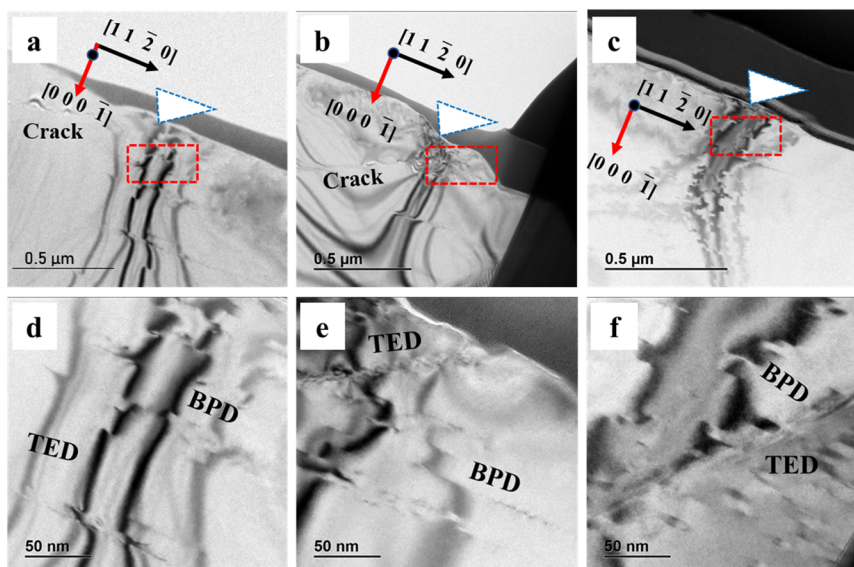 a
[1 1 2̅ 0]
[0 0 0 1̅]
Crack
0.5 μm
b
[1 1 2̅ 0]
[0 0 0 1̅]
Crack
0.5 μm
c
[1 1 2̅ 0]
[0 0 0 1̅]
0.5 μm
d
BPD
TED
50 nm
e
TED
BPD
50 nm
f
BPD
TED
50 nm